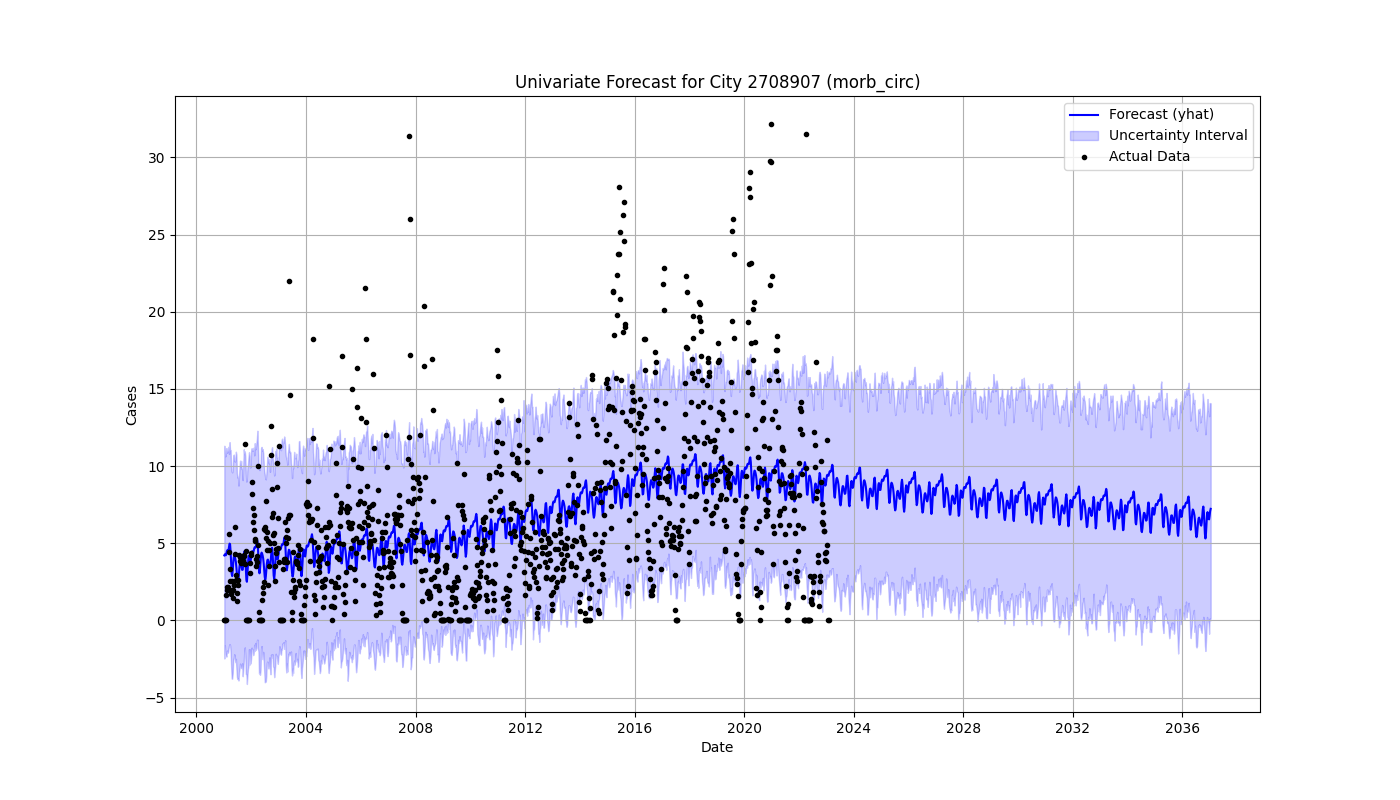 Univariate Forecast for City 2708907 (morb_circ)
Forecast (yhat)
Uncertainty Interval
Actual Data
Cases
30
25
20
15
10
5
0
−5
2000 2004 2008 2012 2016 2020 2024 2028 2032 2036
Date